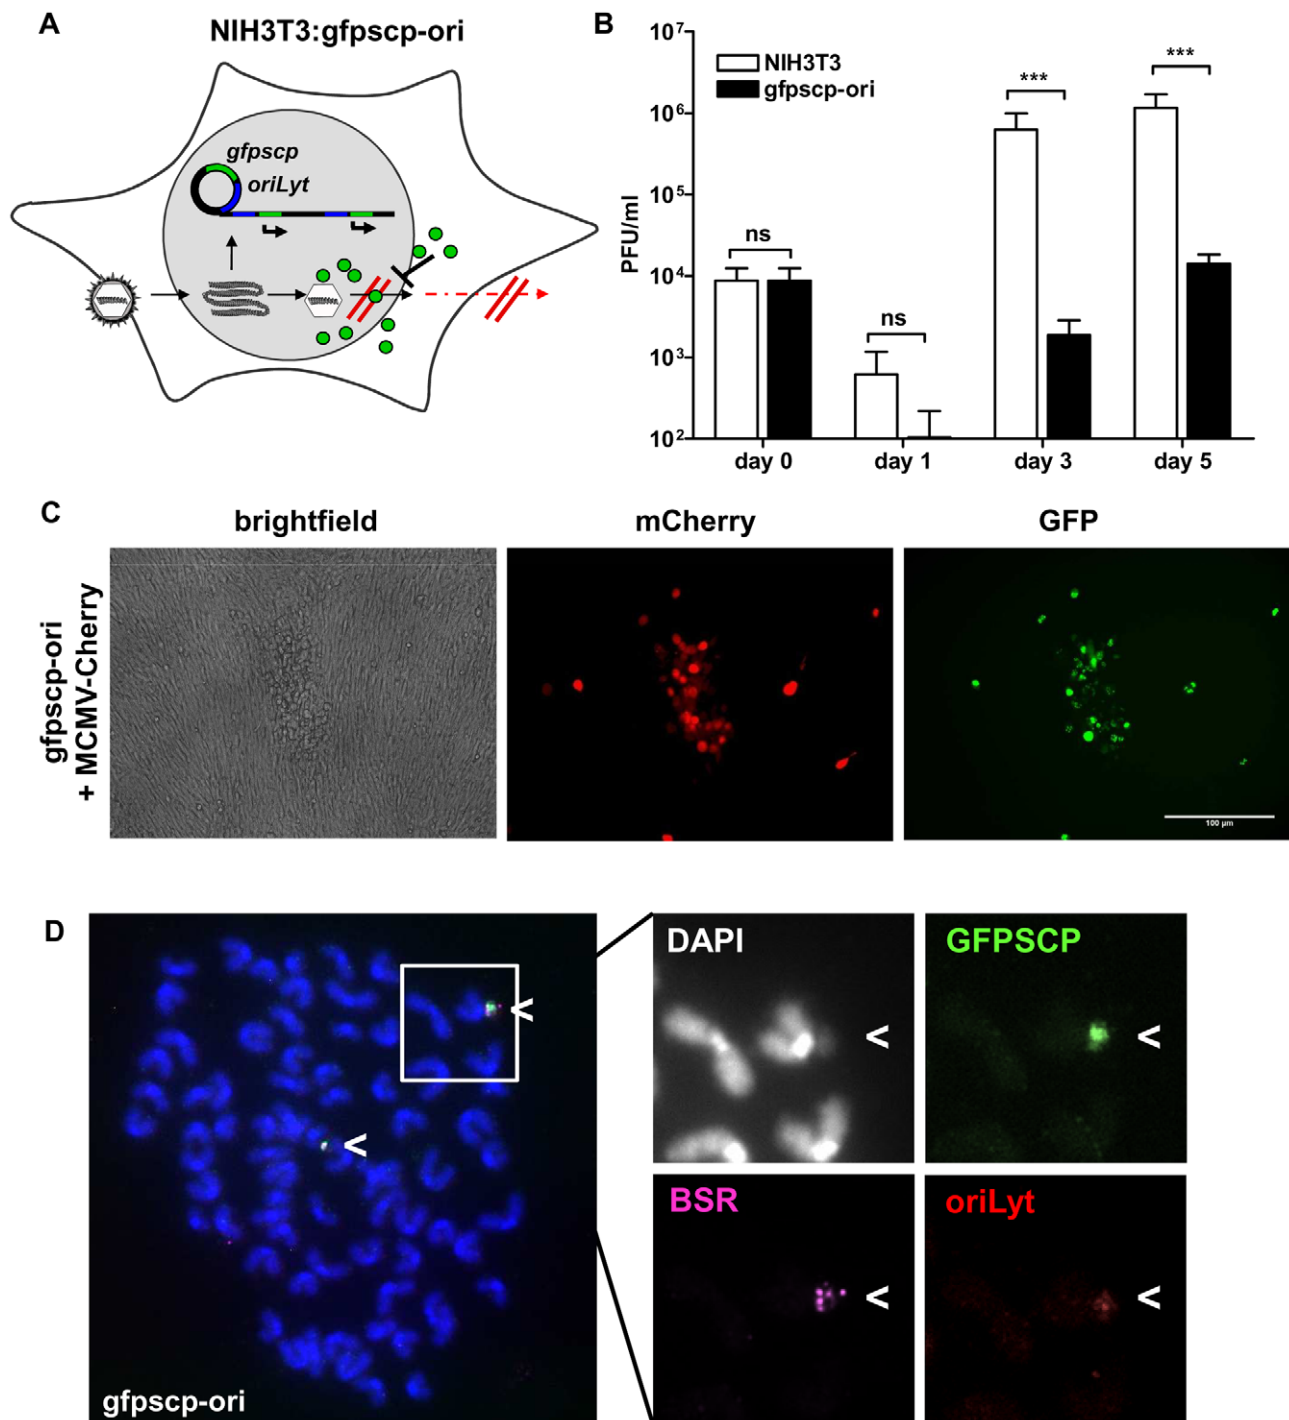 A
NIH3T3:gfpscp-ori
gfpscp
oriLyt
B
PFU/ml
10⁷
10⁶
10⁵
10⁴
10³
10²
NIH3T3
gfpscp-ori
ns
ns
***
***
day 0
day 1
day 3
day 5
C
brightfield
mCherry
GFP
gfpscp-ori
+ MCMV-Cherry
100 µm
D
gfpscp-ori
<
<
DAPI
<
GFPSCP
<
BSR
<
oriLyt
<